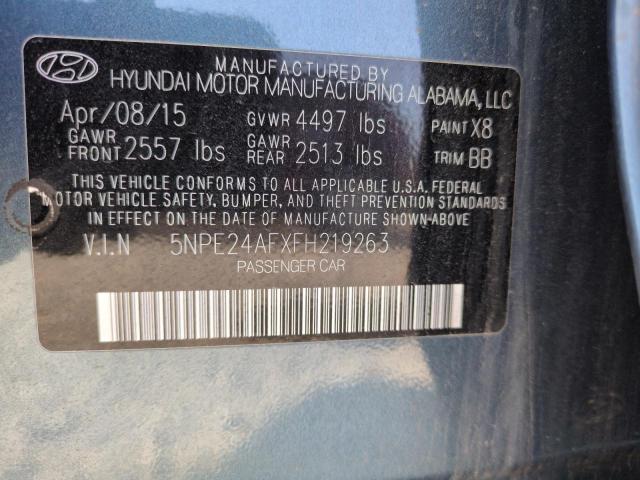 MANUFACTURED BY
HYUNDAI MOTOR MANUFACTURING ALABAMA, LLC
Apr/08/15 GVWR 4497 lbs PAINT X8
GAWR FRONT 2557 lbs GAWR REAR 2513 lbs TRIM BB
THIS VEHICLE CONFORMS TO ALL APPLICABLE U.S.A. FEDERAL
MOTOR VEHICLE SAFETY, BUMPER, AND THEFT PREVENTION
STANDARDS IN EFFECT ON THE DATE OF MANUFACTURE SHOWN ABOVE.
V.I.N 5NPE24AFXFH219263
PASSENGER CAR